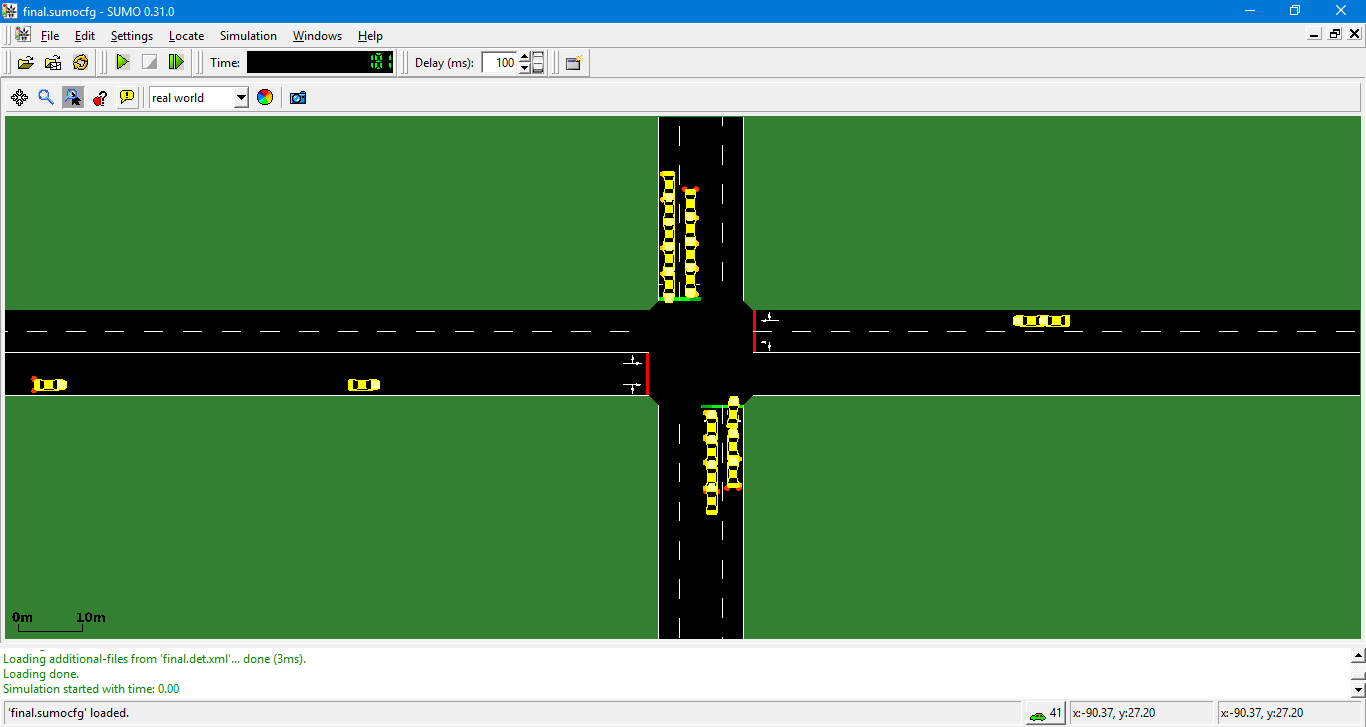 final.sumocfg - SUMO 0.31.0
File Edit Settings Locate Simulation Windows Help
Time: Delay (ms): 100
real world
0m 10m
Loading additional-files from 'final.det.xml'... done (3ms).
Loading done.
Simulation started with time: 0.00
'final.sumocfg' loaded. 41 x:-90.37, y:27.20 x:-90.37, y:27.20